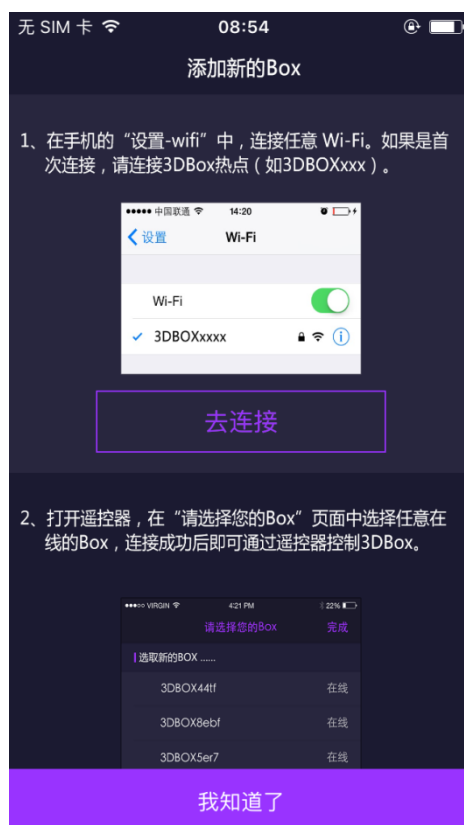 无 SIM 卡 08:54
添加新的Box
1、在手机的“设置-wifi”中，连接任意 Wi-Fi。如果是首
次连接，请连接3DBox热点（如3DBOXxxx）。
中国联通 14:20
设置 Wi-Fi
Wi-Fi
3DBOXxxxx
去连接
2、打开遥控器，在“请选择您的Box”页面中选择任意在
线的Box，连接成功后即可通过遥控器控制3DBox。
VIRGIN 4:21 PM 22%
请选择您的Box 完成
选取新的BOX ......
3DBOX44tf 在线
3DBOX8ebf 在线
3DBOX5er7 在线
我知道了